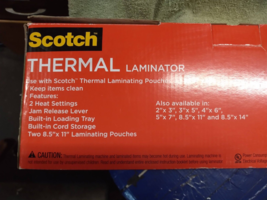 Scotch
THERMAL LAMINATOR
Use with Scotch™ Thermal Laminating Pouches
Keep items clean
Features:
2 Heat Settings
Jam Release Lever
Built-in Loading Tray
Built-in Cord Storage
Two 8.5"x 11" Laminating Pouches
Also available in:
2"x 3", 3"x 5", 4"x 6",
5"x 7", 8.5"x 11" and 8.5"x 14"
⚠ CAUTION: